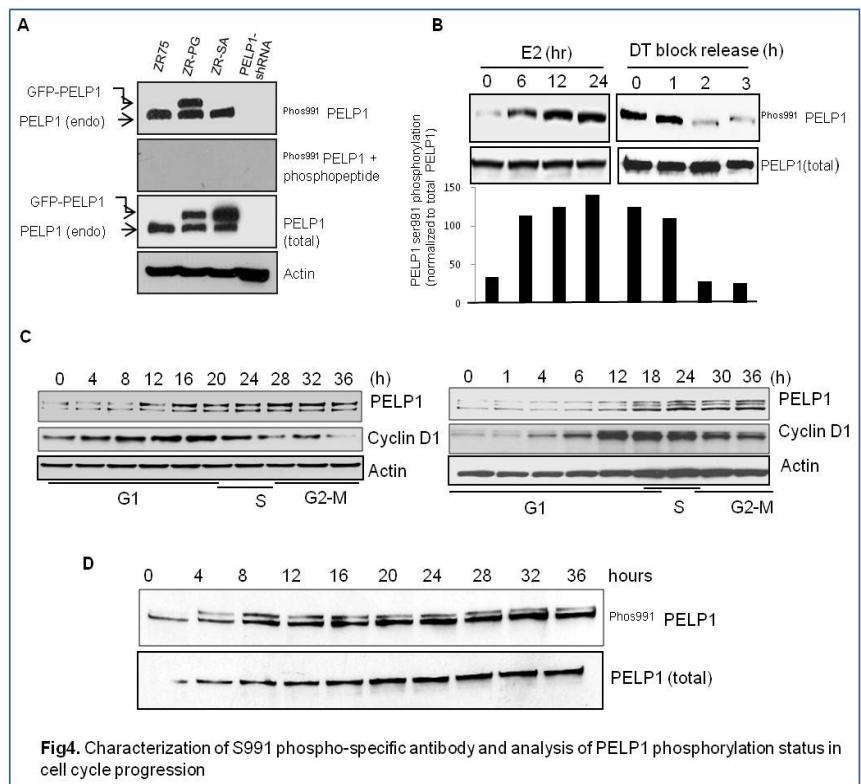 A
ZR75 ZR-PG ZR-SA PELP1-shRNA
GFP-PELP1
PELP1 (endo)
Phos991 PELP1
Phos991 PELP1 +
phosphopeptide
GFP-PELP1
PELP1 (endo)
PELP1
(total)
Actin
B
E2 (hr) DT block release (h)
0 6 12 24 0 1 2 3
Phos991 PELP1
PELP1(total)
PELP1 ser991 phosphorylation
(normalized to total PELP1)
150
100
50
0
C
0 4 8 12 16 20 24 28 32 36 (h)
PELP1
Cyclin D1
Actin
G1 S G2-M
0 1 4 6 12 18 24 30 36 (h)
PELP1
Cyclin D1
Actin
G1 S G2-M
D
0 4 8 12 16 20 24 28 32 36 hours
Phos991 PELP1
PELP1 (total)
Fig4. Characterization of S991 phospho-specific antibody and analysis of PELP1 phosphorylation status in
cell cycle progression